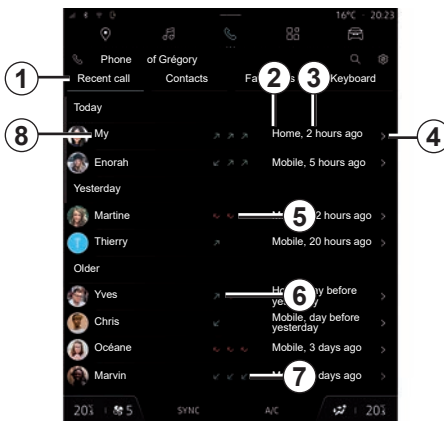 16°C 20:23
Phone of Grégory
1
Recent call Contacts Keyboard
2 3
Today
8 My Home, 2 hours ago 4
Enorah Mobile, 5 hours ago
Yesterday
Martine 5 2 hours ago
Thierry Mobile, 20 hours ago
Older
Yves 6 before
Chris Mobile, day before
yesterday
Océane Mobile, 3 days ago
Marvin 7 days ago
5 SYNC A/C